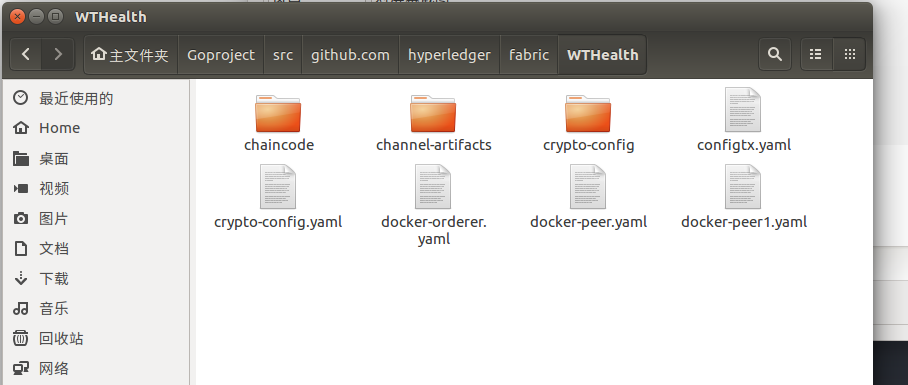 WTHealth
主文件夹 Goproject src github.com hyperledger fabric WTHealth
最近使用的
Home
桌面
视频
图片
文档
下载
音乐
回收站
网络
chaincode channel-artifacts crypto-config configtx.yaml
crypto-config.yaml docker-orderer. docker-peer.yaml docker-peer1.yaml
yaml